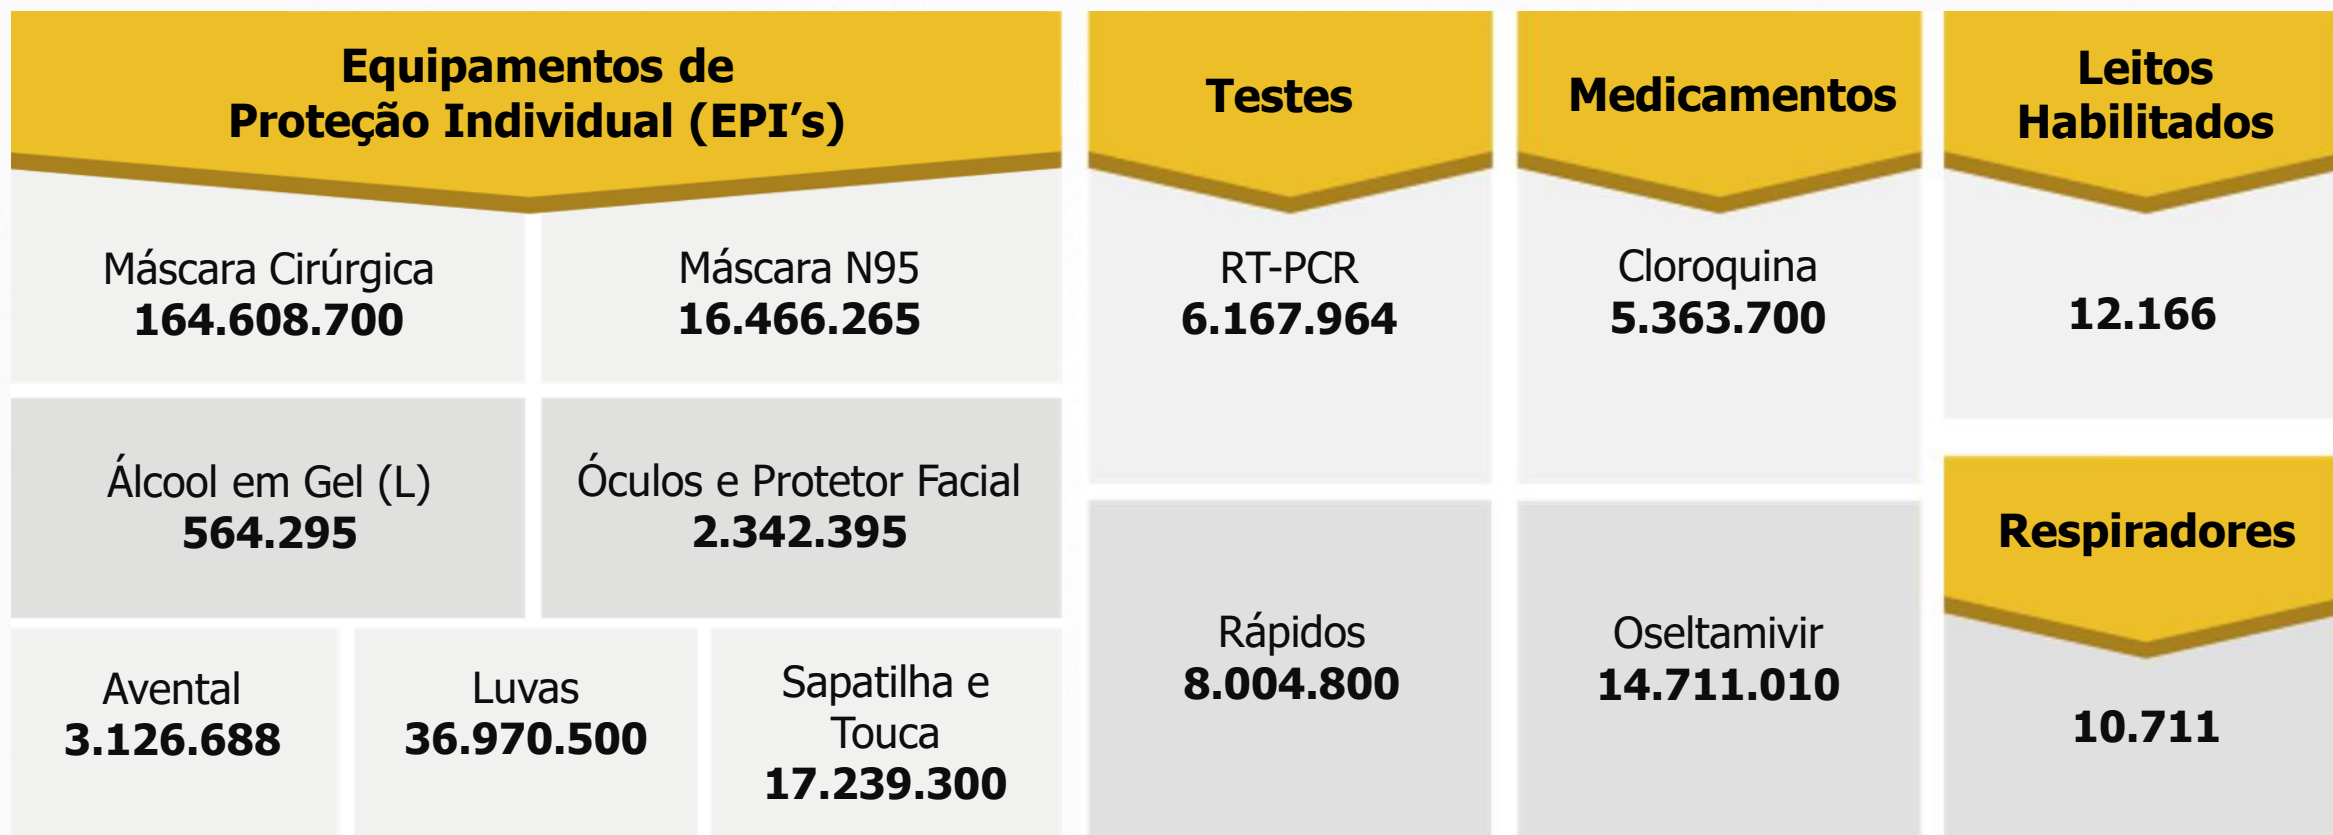 Equipamentos de
Proteção Individual (EPI’s)
Máscara Cirúrgica
164.608.700
Máscara N95
16.466.265
Álcool em Gel (L)
564.295
Óculos e Protetor Facial
2.342.395
Avental
3.126.688
Luvas
36.970.500
Sapatilha e
Touca
17.239.300
Testes
RT-PCR
6.167.964
Rápidos
8.004.800
Medicamentos
Cloroquina
5.363.700
Oseltamivir
14.711.010
Leitos
Habilitados
12.166
Respiradores
10.711